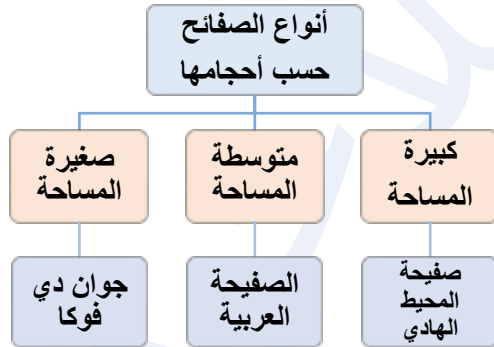 أنواع الصفائح
حسب أحجامها
كبيرة
المساحة
متوسطة
المساحة
صغيرة
المساحة
صفيحة
المحيط
الهادي
الصفيحة
العربية
جوان دي
فوكا